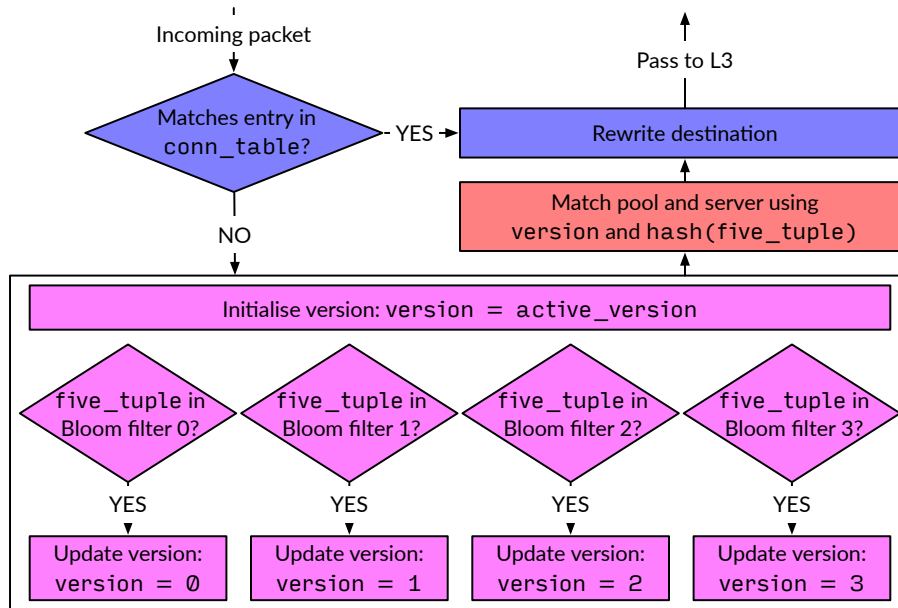 Incoming packet
Pass to L3
Matches entry in
conn_table?
YES
Rewrite destination
Match pool and server using
version and hash(five_tuple)
NO
Initialise version: version = active_version
five_tuple in
Bloom filter 0?
five_tuple in
Bloom filter 1?
five_tuple in
Bloom filter 2?
five_tuple in
Bloom filter 3?
YES
YES
YES
YES
Update version:
version = 0
Update version:
version = 1
Update version:
version = 2
Update version:
version = 3